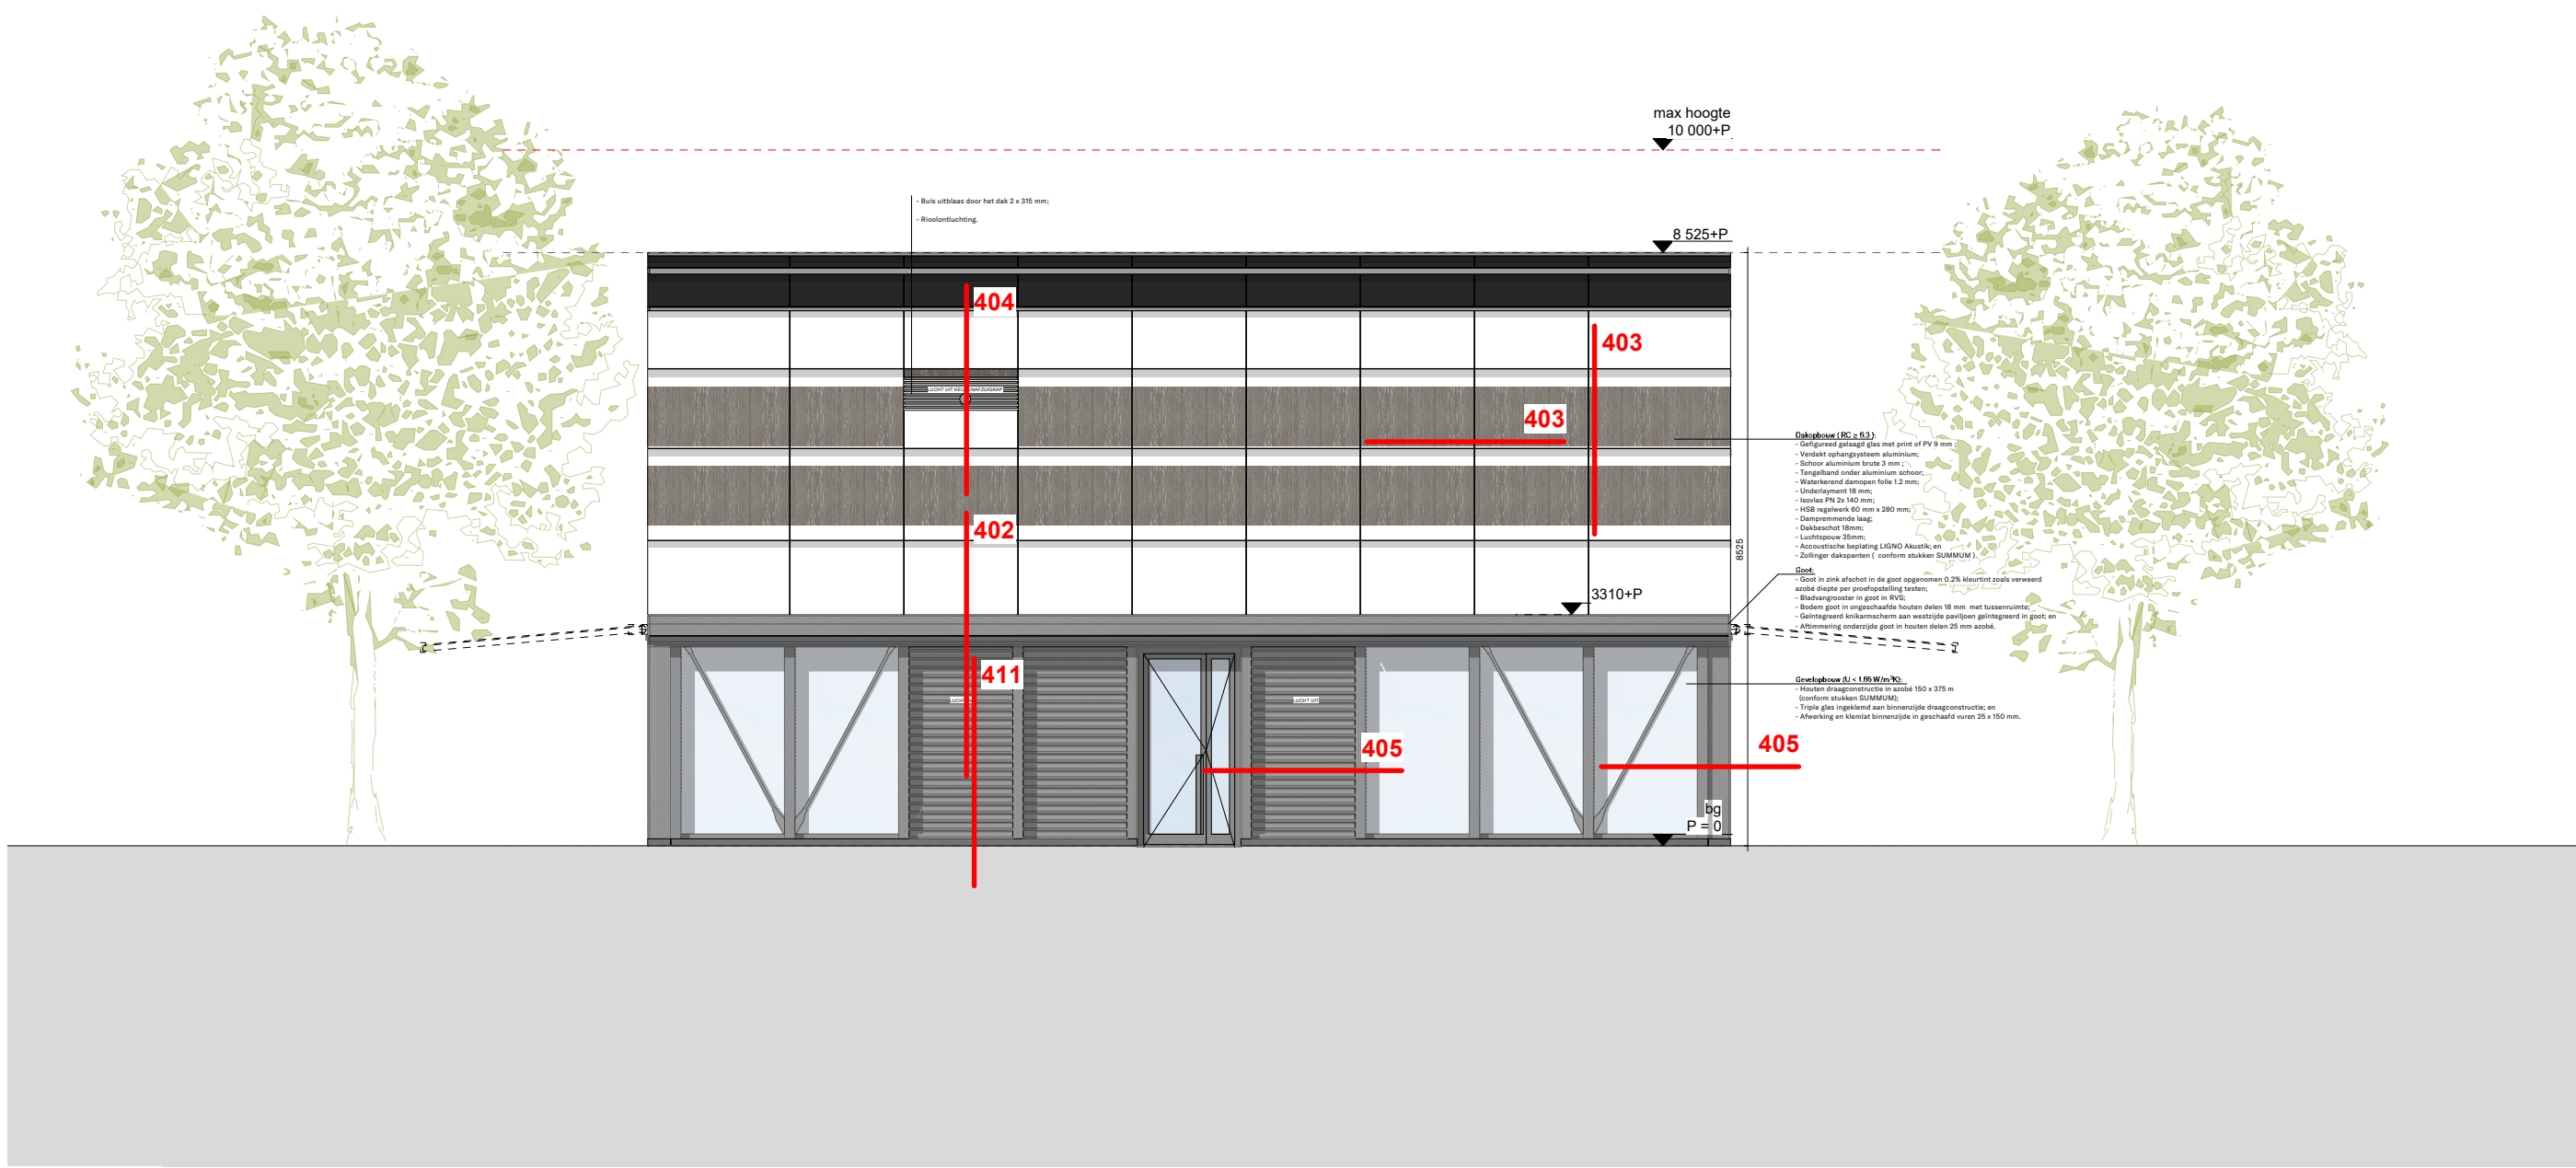 max hoogte
10 000+P
- Buis uitblaas door het dak 2 x 315 mm;
- Rioolontluchting.
8 525+P
404
403
LUCHT UIT KEUKENAFZUIGKAP
403
Dakopbouw ( RC ≥ 6.3 ):
- Gefigureed gelaagd glas met print of PV 9 mm ;
- Verdekt ophangsysteem aluminium;
- Schoor aluminium brute 3 mm ;
- Tengelband onder aluminium schoor;
- Waterkerend dampopen folie 1.2 mm;
- Underlayment 18 mm;
- Isovlas PN 2x 140 mm;
- HSB regelwerk 60 mm x 280 mm;
- Dampremmende laag;
- Dakbeschot 18mm;
- Luchtspouw 35mm;
- Accoustische beplating LIGNO Akustik; en
- Zollinger dakspanten ( conform stukken SUMMUM ).
402
8525
Goot:
- Goot in zink afschot in de goot opgenomen 0.2% kleurtint zoals verweerd
azobé diepte per proefopstelling testen;
- Bladvangrooster in goot in RVS;
- Bodem goot in ongeschaafde houten delen 18 mm met tussenruimte;
- Geïntegreerd knikarmscherm aan westzijde paviljoen geïntegreerd in goot; en
- Aftimmering onderzijde goot in houten delen 25 mm azobé.
3310+P
411
LUCHT
LUCHT UIT
Gevelopbouw (U < 1.65 W/m²K):
- Houten draagconstructie in azobé 150 x 375 m
(conform stukken SUMMUM);
- Triple glas ingeklemd aan binnenzijde draagconstructie; en
- Afwerking en klemlat binnenzijde in geschaafd vuren 25 x 150 mm.
405
405
bg
P = 0